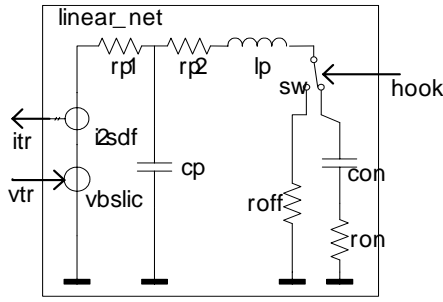 linear_net
rp1 rp2 lp
sw
hook
itr
i2sdf
vtr
vbslic
cp
con
roff
ron